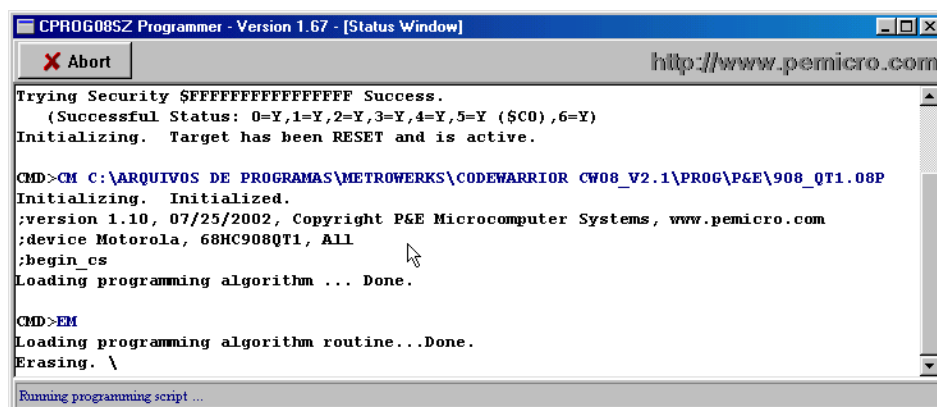 CPROG08SZ Programmer - Version 1.67 - [Status Window]
Abort
http://www.pemicro.com
Trying Security $FFFFFFFFFFFFFFFF Success.
(Successful Status: 0=Y,1=Y,2=Y,3=Y,4=Y,5=Y ($C0),6=Y)
Initializing. Target has been RESET and is active.
CMD>CM C:\ARQUIVOS DE PROGRAMAS\METROWERKS\CODEWARRIOR CW08_V2.1\PROG\P&E\908_QT1.08P
Initializing. Initialized.
;version 1.10, 07/25/2002, Copyright P&E Microcomputer Systems, www.pemicro.com
;device Motorola, 68HC908QT1, All
;begin_cs
Loading programming algorithm ... Done.
CMD>EM
Loading programming algorithm routine...Done.
Erasing. \
Running programming script ...